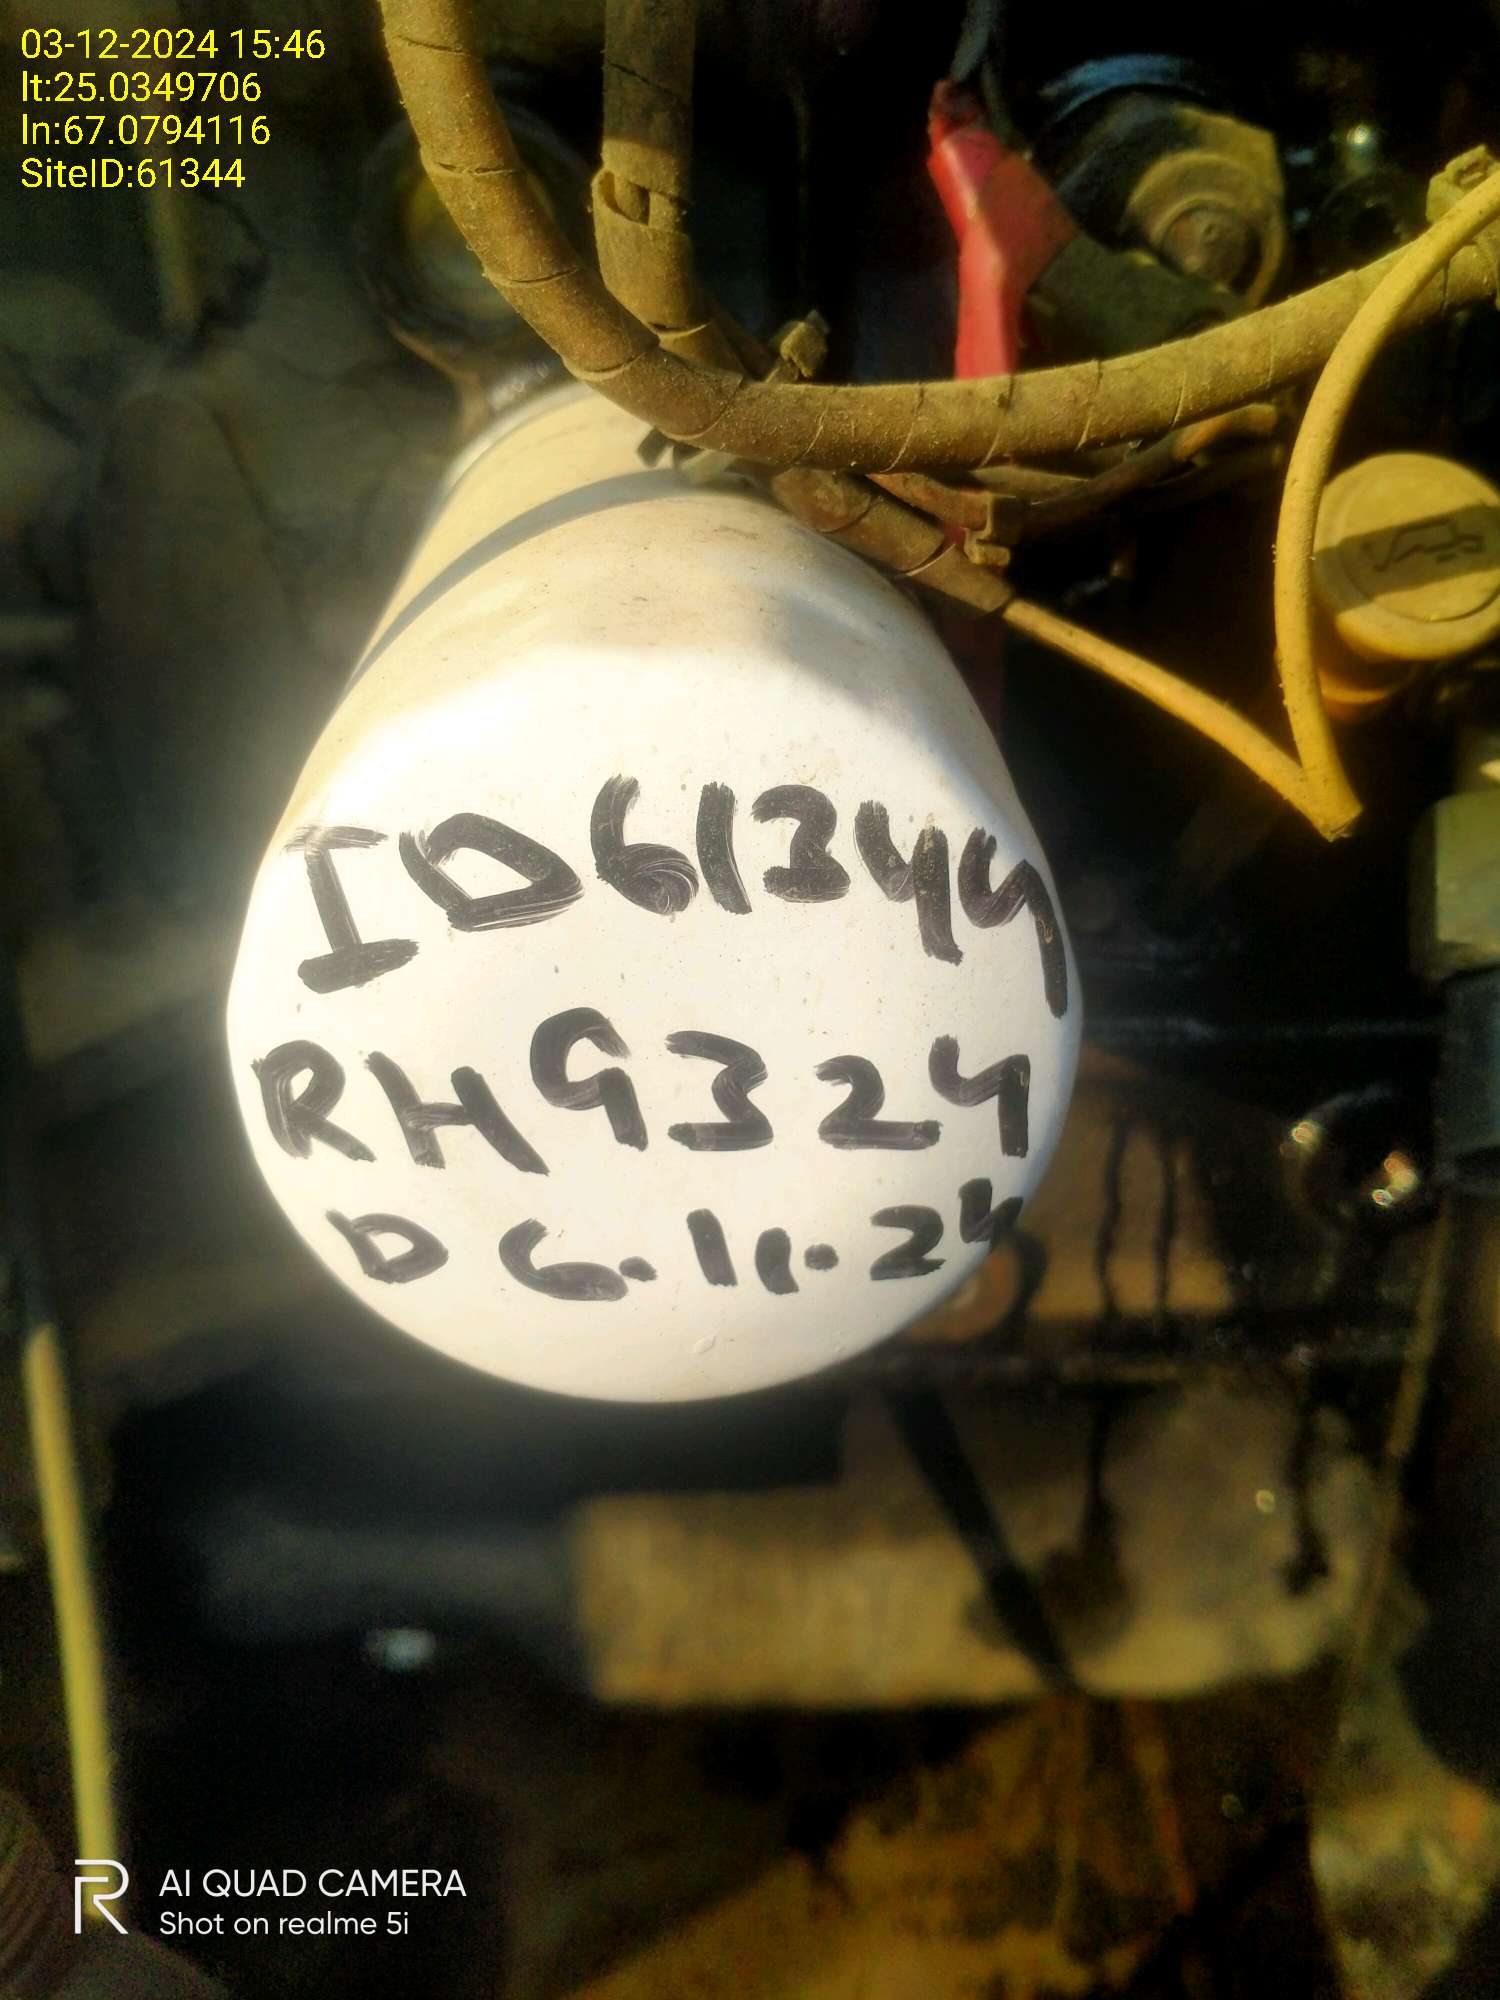 03-12-2024 15:46
lt:25.0349706
ln:67.0794116
SiteID:61344
ID61344
RH9324
D 6.11.24
AI QUAD CAMERA
Shot on realme 5i